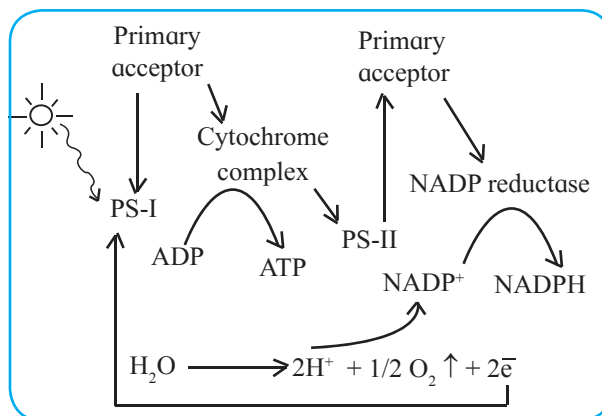 Primary
acceptor
Primary
acceptor
Cytochrome
complex
NADP reductase
PS-I
ADP
ATP
PS-II
NADP⁺
NADPH
H₂O
2H⁺ + 1/2 O₂ ↑ + 2e̅